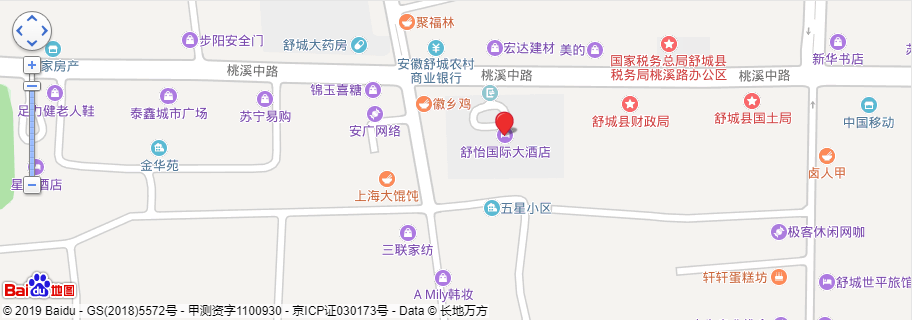 聚福林
步阳安全门
舒城大药房
家房产
安徽舒城农村
商业银行
宏达建材
美的
国家税务总局舒城县
税务局桃溪路办公区
新华书店
桃溪中路
桃溪中路
足力健老人鞋
泰鑫城市广场
苏宁易购
锦玉喜糖
徽乡鸡
安广网络
舒城县财政局
舒城县国土局
中国移动
金华苑
舒怡国际大酒店
卤人甲
星
酒店
上海大馄饨
五星小区
三联家纺
极客休闲网咖
轩轩蛋糕坊
舒城世平旅馆
A Mily韩妆
Baidu地图
© 2019 Baidu - GS(2018)5572号 - 甲测资字1100930 - 京ICP证030173号 - Data © 长地万方